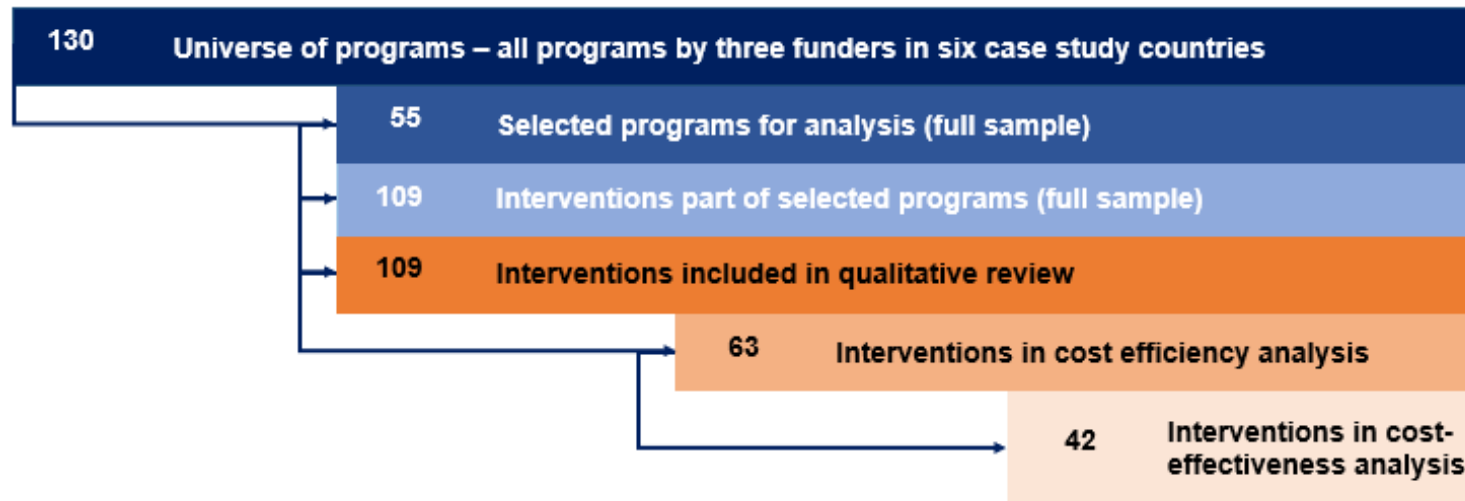 130 Universe of programs – all programs by three funders in six case study countries
55 Selected programs for analysis (full sample)
109 Interventions part of selected programs (full sample)
109 Interventions included in qualitative review
63 Interventions in cost efficiency analysis
42 Interventions in cost-
effectiveness analysis